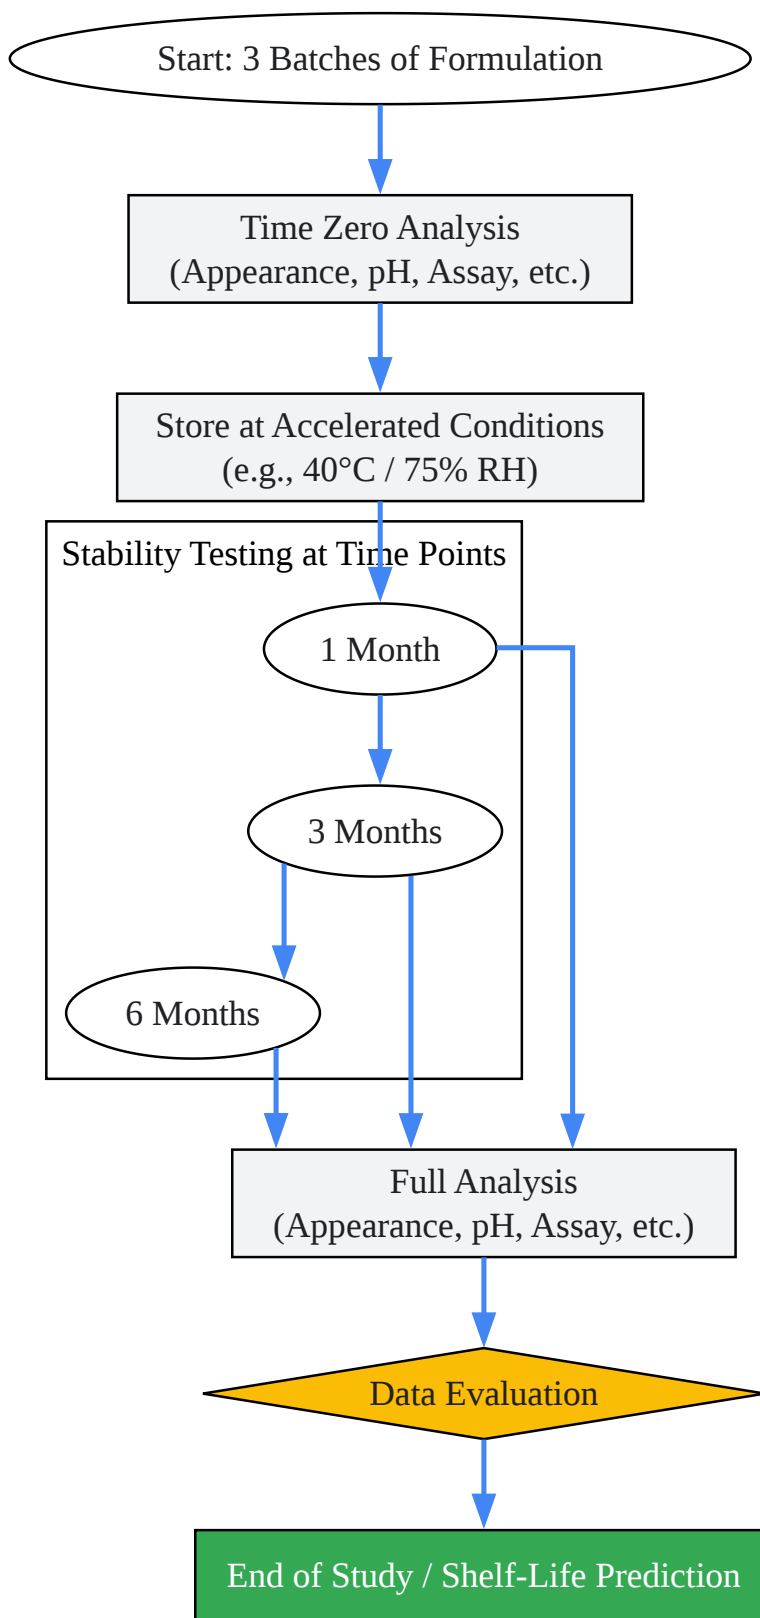 Start: 3 Batches of Formulation
Time Zero Analysis
(Appearance, pH, Assay, etc.)
Store at Accelerated Conditions
(e.g., 40°C / 75% RH)
Stability Testing at Time Points
1 Month
3 Months
6 Months
Full Analysis
(Appearance, pH, Assay, etc.)
Data Evaluation
End of Study / Shelf-Life Prediction